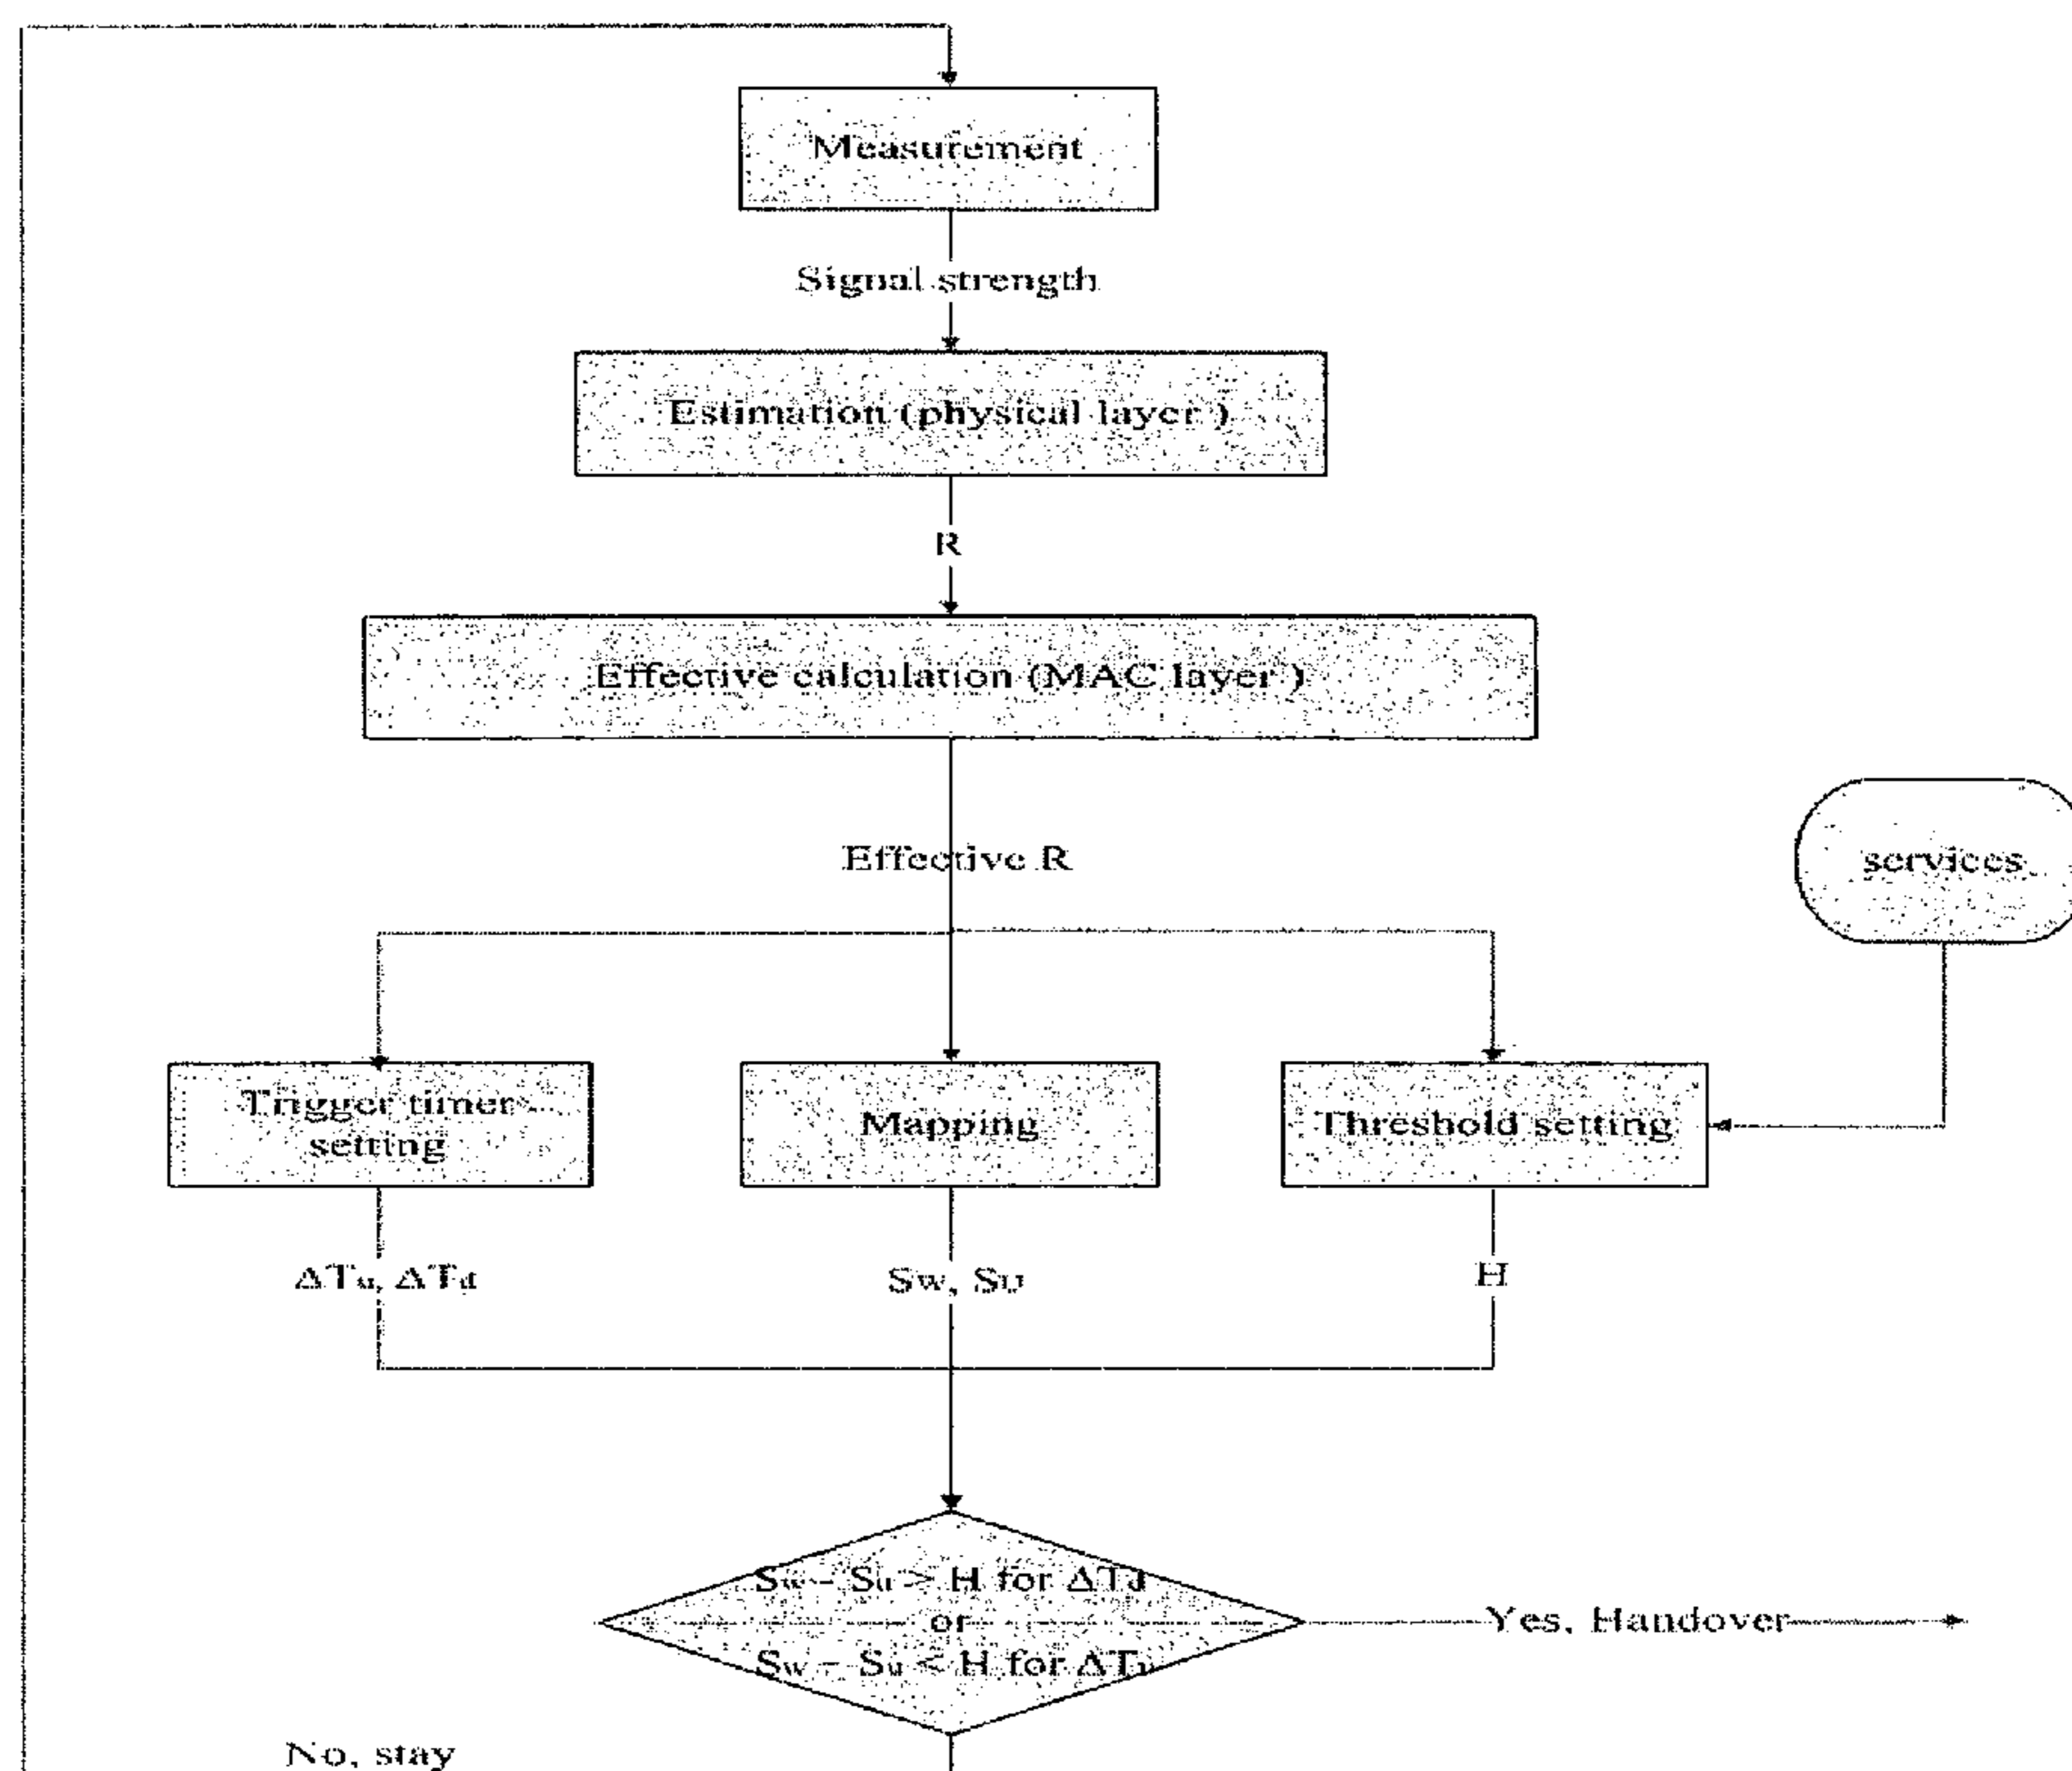 Measurement
Signal strength
Estimation (physical layer )
R
Effective calculation (MAC layer )
Effective R
services
Trigger timer
setting
Mapping
Threshold setting
ΔTu, ΔTd
SW, SU
H
Sw - Su > H for ΔTd
or
Sw - Su < H for ΔTu
Yes, Handover
No, stay